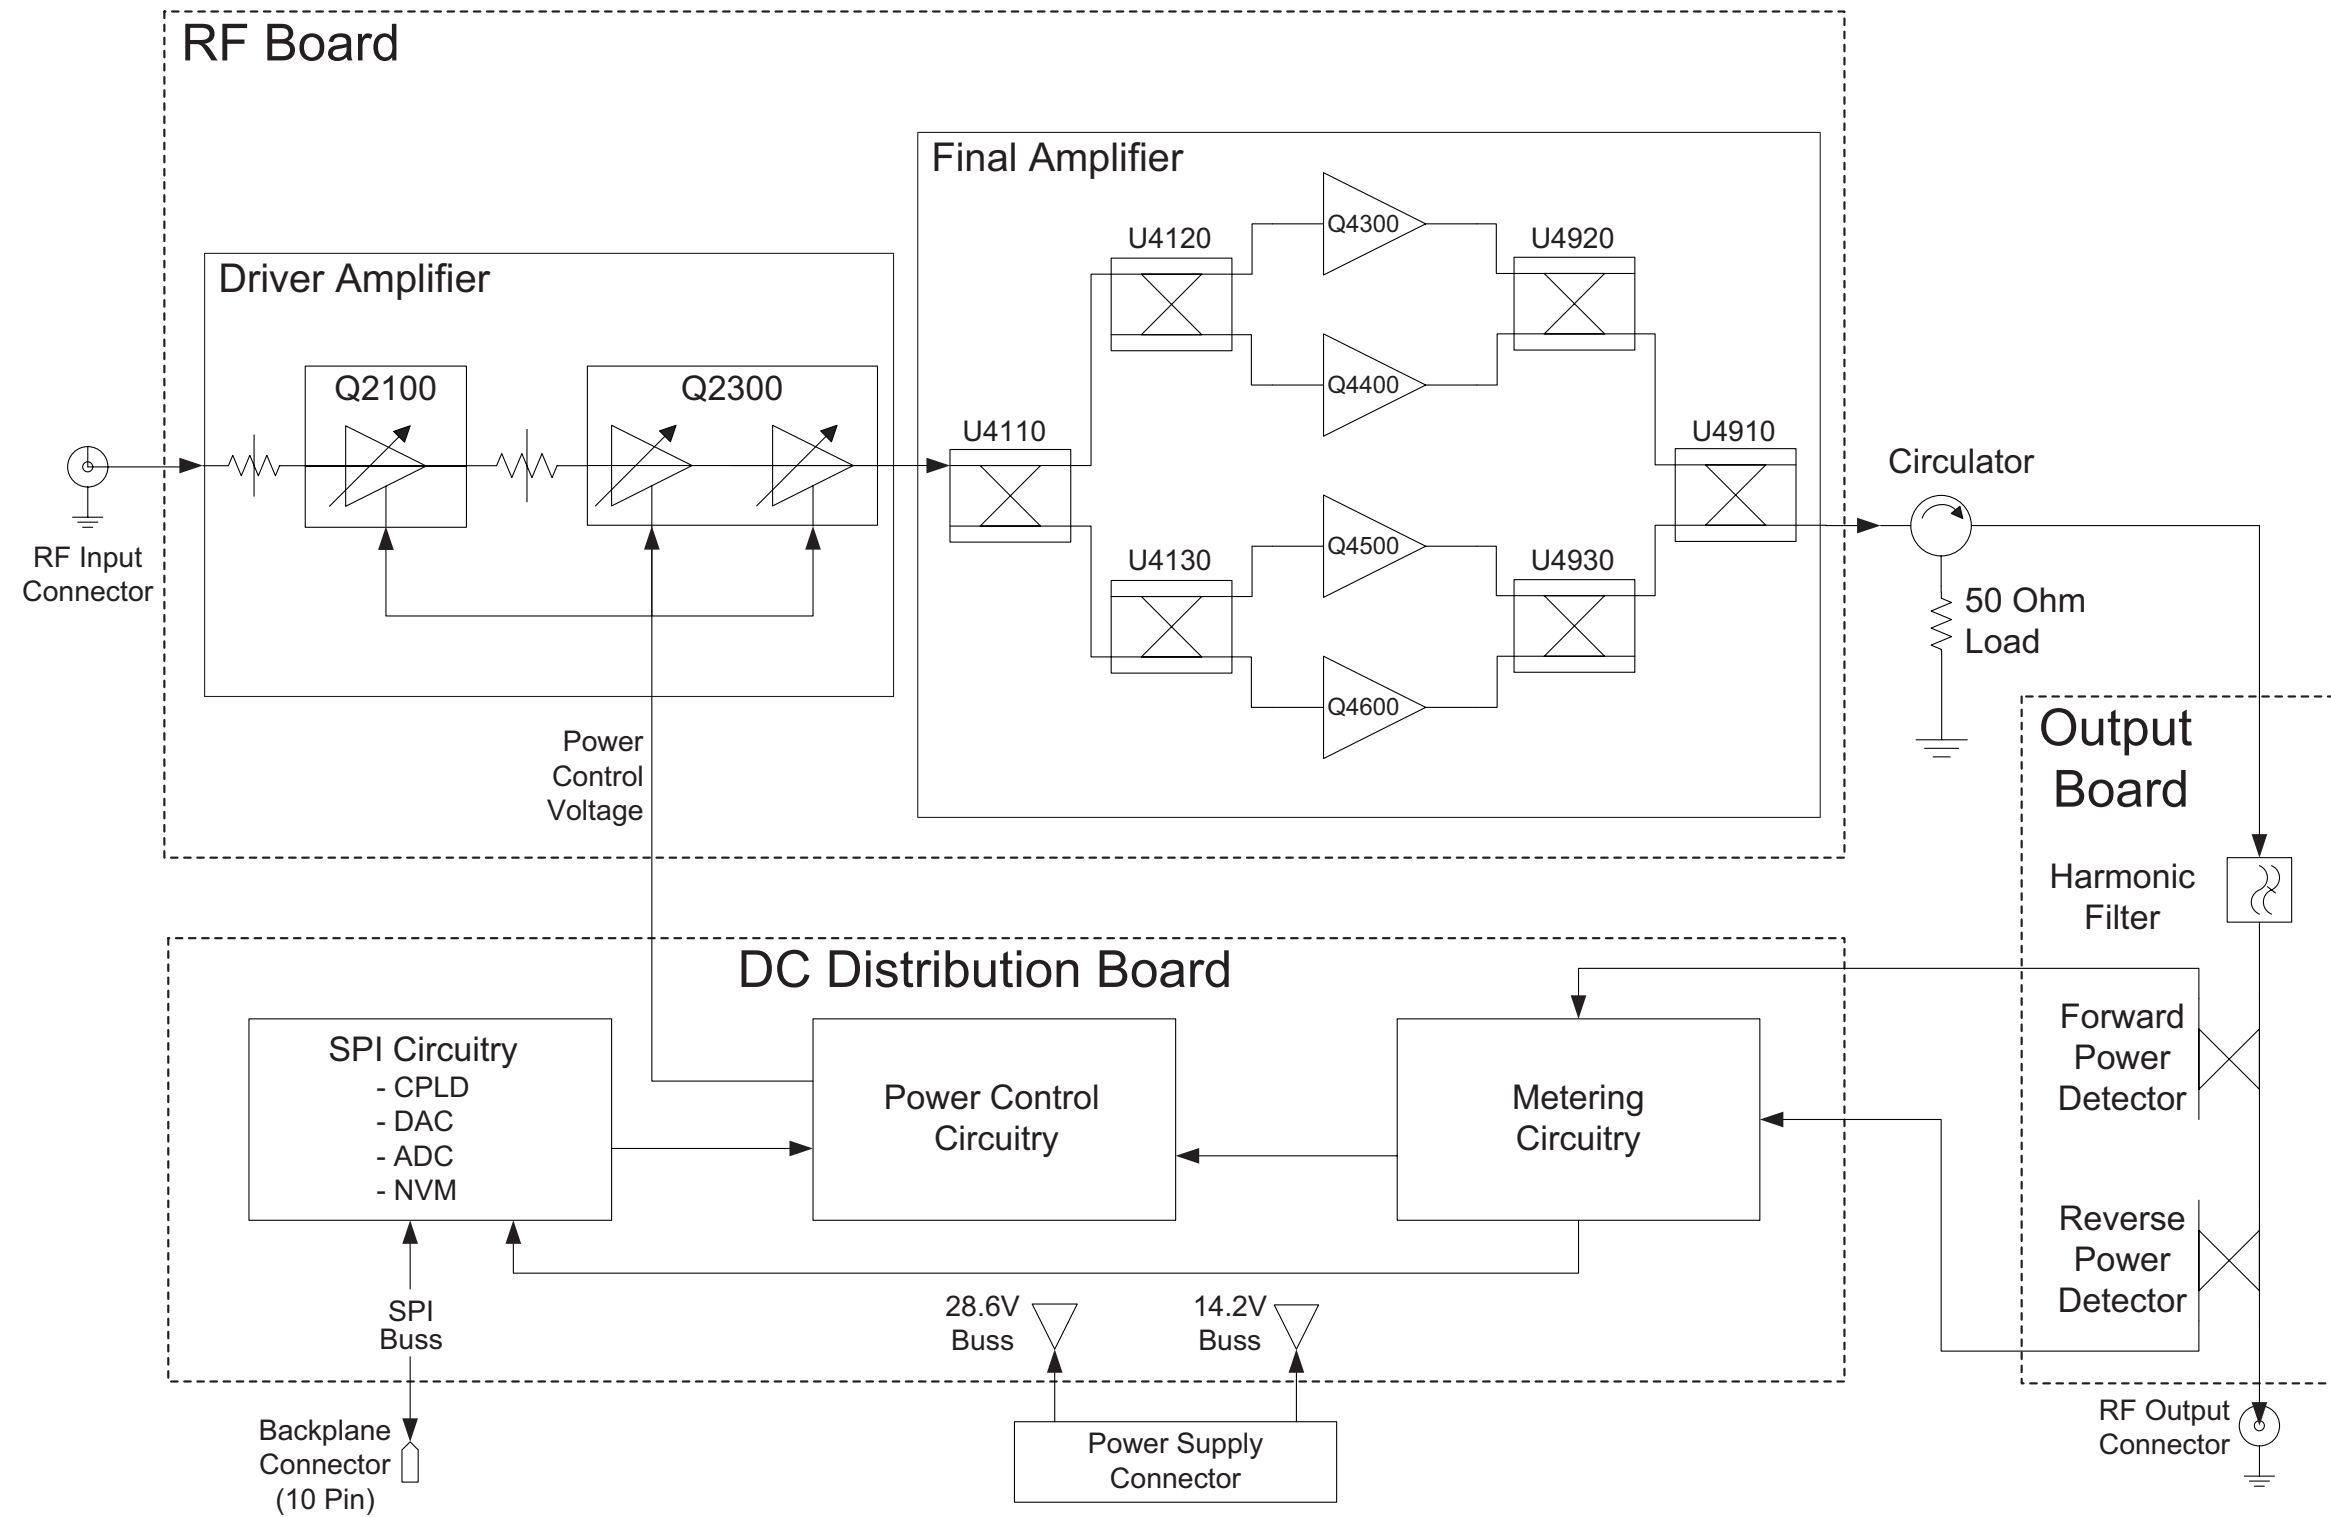 RF Board
Final Amplifier
Driver Amplifier
Q2100
Q2300
RF Input
Connector
U4110
U4120
U4130
Q4300
Q4400
Q4500
Q4600
U4920
U4930
U4910
Circulator
50 Ohm
Load
Power
Control
Voltage
Output
Board
Harmonic
Filter
Forward
Power
Detector
Reverse
Power
Detector
RF Output
Connector
DC Distribution Board
SPI Circuitry
- CPLD
- DAC
- ADC
- NVM
Power Control
Circuitry
Metering
Circuitry
SPI
Buss
28.6V
Buss
14.2V
Buss
Backplane
Connector
(10 Pin)
Power Supply
Connector